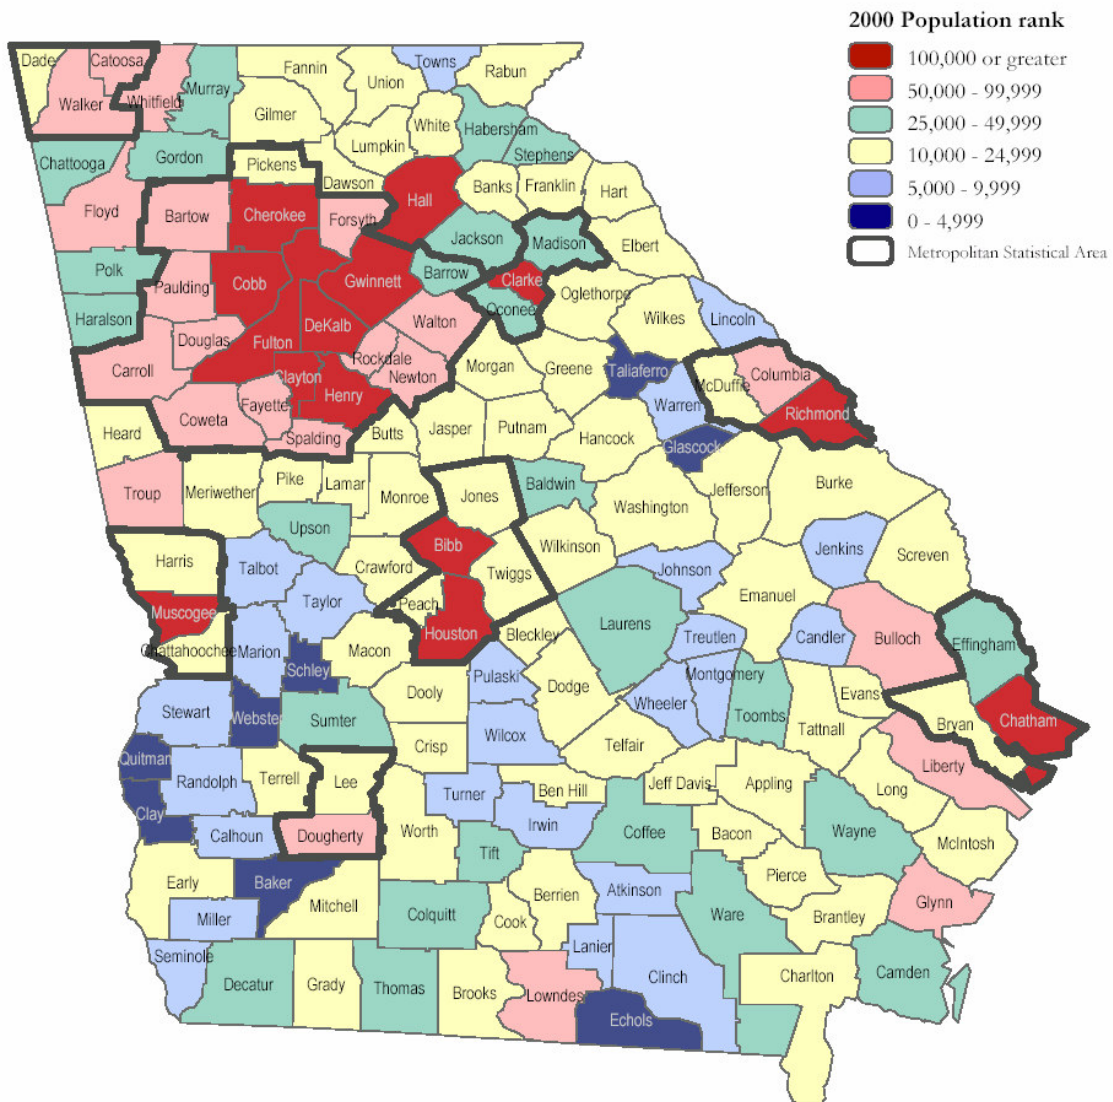 2000 Population rank
100,000 or greater
50,000 - 99,999
25,000 - 49,999
10,000 - 24,999
5,000 - 9,999
0 - 4,999
Metropolitan Statistical Area
Dade
Catoosa
Walker
Whitfield
Murray
Fannin
Union
Towns
Rabun
Gilmer
White
Habersham
Lumpkin
Stephens
Chattooga
Gordon
Pickens
Dawson
Banks
Franklin
Hart
Hall
Floyd
Bartow
Cherokee
Forsyth
Jackson
Madison
Elbert
Polk
Barrow
Clarke
Paulding
Cobb
Gwinnett
Oglethorpe
Oconee
Haralson
DeKalb
Walton
Wilkes
Lincoln
Douglas
Fulton
Rockdale
Carroll
Morgan
Greene
Taliaferro
Clayton
Newton
McDuffie
Columbia
Henry
Fayette
Warren
Richmond
Coweta
Heard
Spalding
Butts
Jasper
Putnam
Hancock
Glascock
Troup
Meriwether
Pike
Lamar
Monroe
Jones
Baldwin
Jefferson
Burke
Washington
Upson
Bibb
Wilkinson
Jenkins
Screven
Harris
Talbot
Crawford
Twiggs
Johnson
Taylor
Peach
Emanuel
Muscogee
Laurens
Houston
Bleckley
Treutlen
Candler
Bulloch
Effingham
Chattahoochee
Marion
Macon
Schley
Montgomery
Pulaski
Dodge
Dooly
Wheeler
Evans
Stewart
Webster
Sumter
Toombs
Tattnall
Bryan
Chatham
Wilcox
Crisp
Telfair
Quitman
Liberty
Randolph
Terrell
Lee
Turner
Ben Hill
Jeff Davis
Appling
Long
Clay
Calhoun
Dougherty
Worth
Irwin
Coffee
Bacon
Wayne
McIntosh
Tift
Early
Baker
Pierce
Mitchell
Berrien
Atkinson
Glynn
Miller
Colquitt
Cook
Ware
Brantley
Lanier
Seminole
Decatur
Grady
Thomas
Brooks
Lowndes
Clinch
Charlton
Camden
Echols